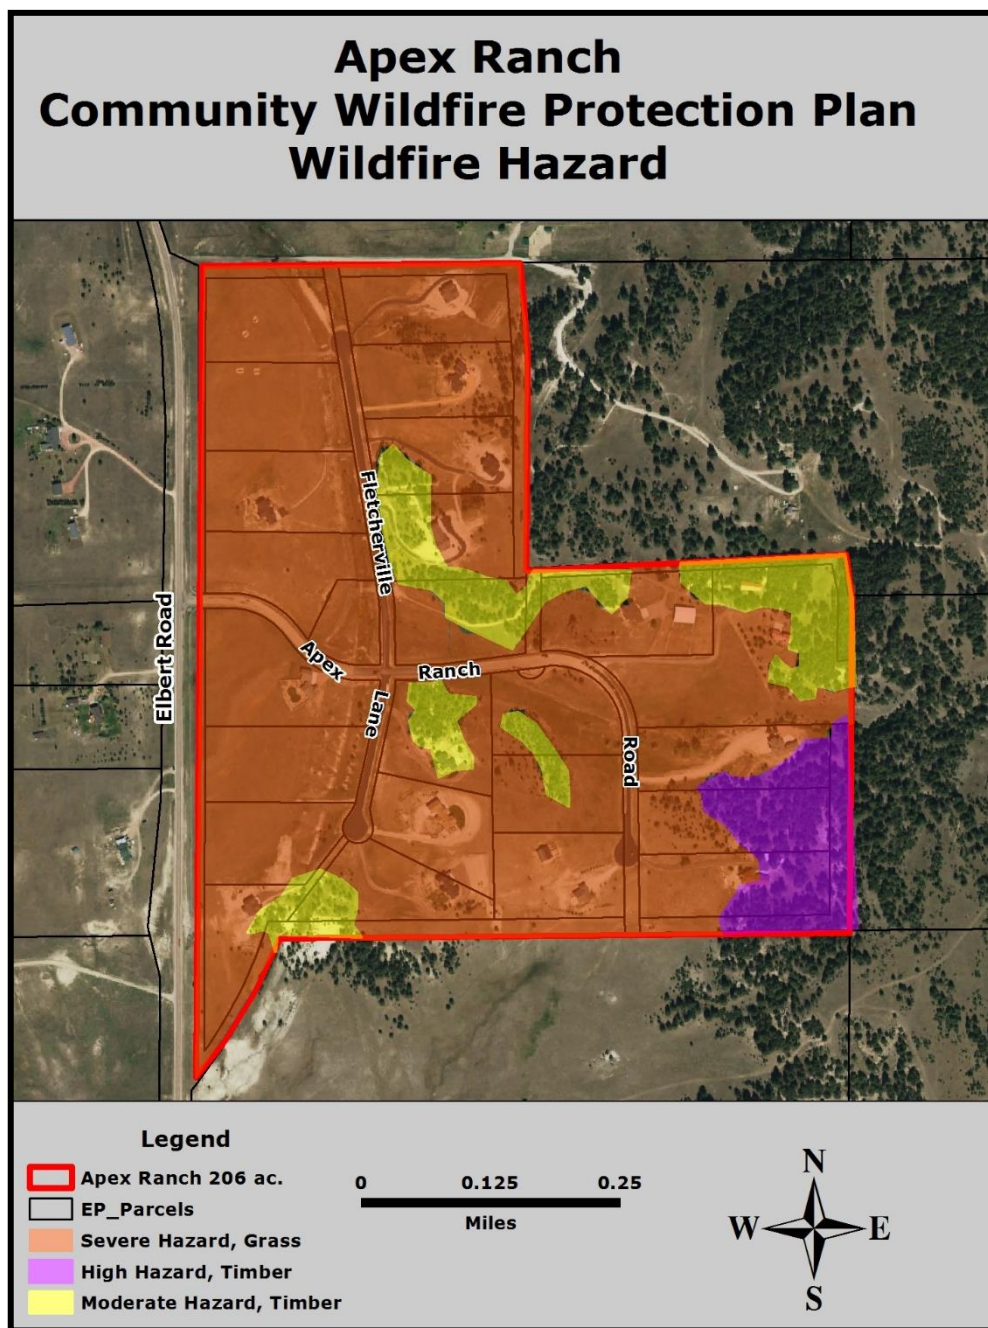 Apex Ranch
Community Wildfire Protection Plan
Wildfire Hazard
Fletcherville
Elbert Road
Apex
Ranch
Lane
Road
Legend
Apex Ranch 206 ac.
EP_Parcels
Severe Hazard, Grass
High Hazard, Timber
Moderate Hazard, Timber
0 0.125 0.25
Miles
N
W E
S